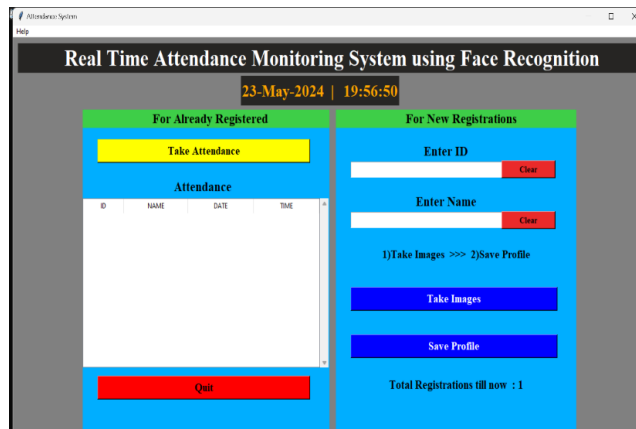 Attendance System
Help
Real Time Attendance Monitoring System using Face Recognition
23-May-2024 | 19:56:50
For Already Registered
Take Attendance
Attendance
ID NAME DATE TIME
Quit
For New Registrations
Enter ID
Clear
Enter Name
Clear
1)Take Images >>> 2)Save Profile
Take Images
Save Profile
Total Registrations till now : 1